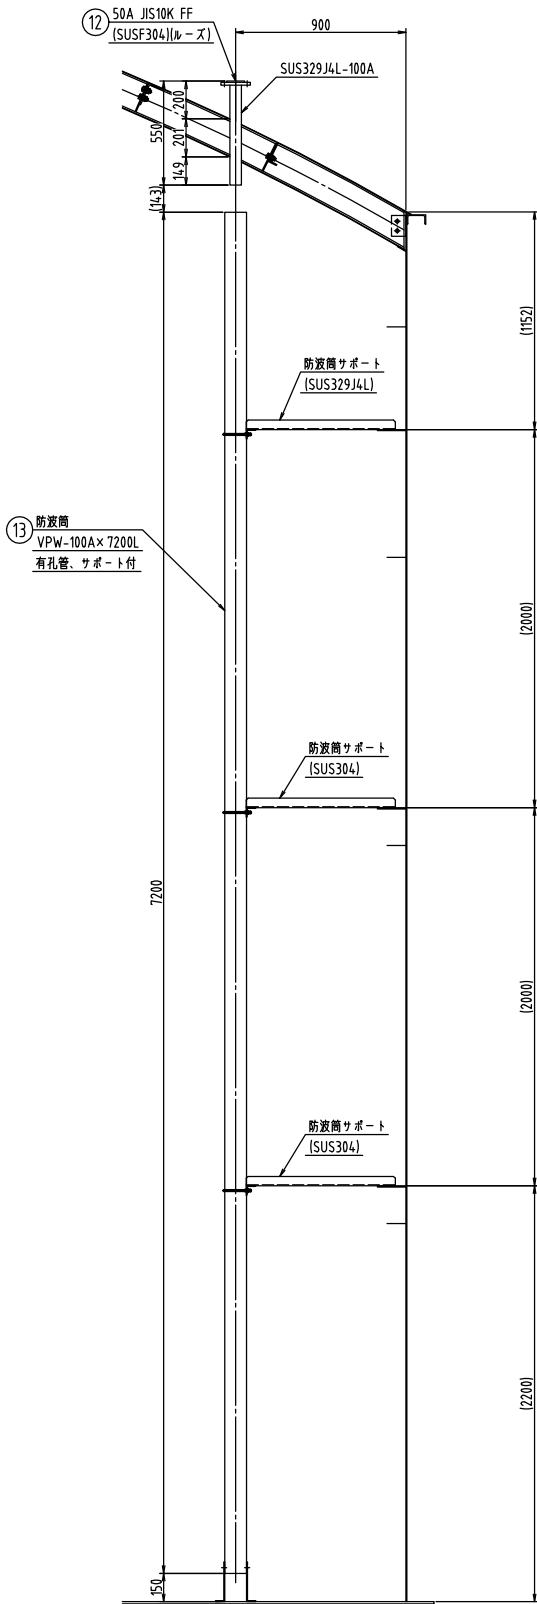 12
50A JIS10K FF
(SUSF304)(ルーズ)
900
SUS329J4L-100A
550
200
201
149
(143)
(1152)
防波筒サポート
(SUS329J4L)
13
防波筒
VPW-100A×7200L
有孔管、サポート付
(2000)
防波筒サポート
(SUS304)
7200
(2000)
防波筒サポート
(SUS304)
(2200)
150